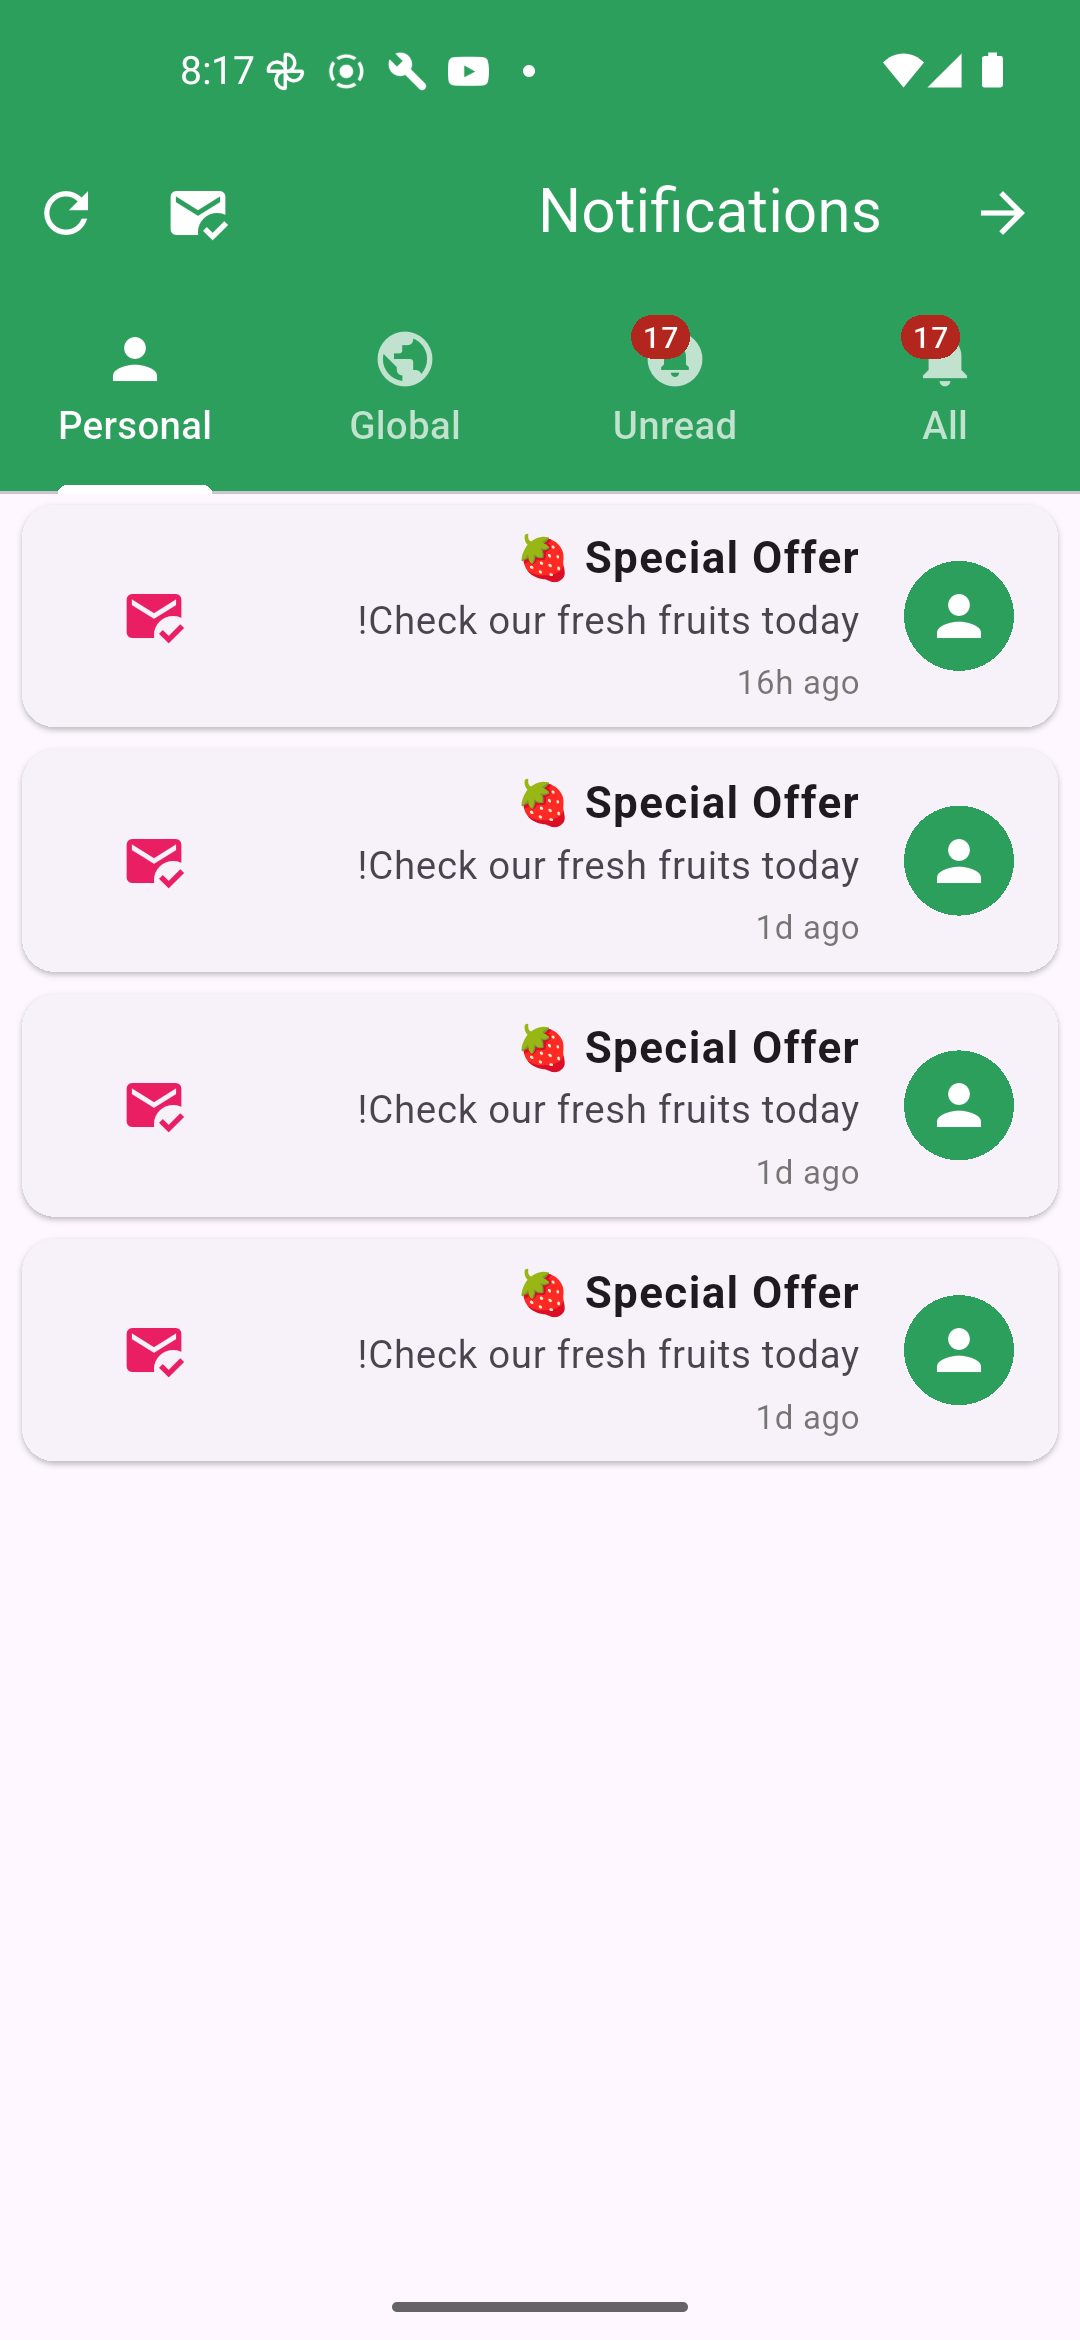 8:17
Notifications
17
17
Personal
Global
Unread
All
🍓 Special Offer
!Check our fresh fruits today
16h ago
🍓 Special Offer
!Check our fresh fruits today
1d ago
🍓 Special Offer
!Check our fresh fruits today
1d ago
🍓 Special Offer
!Check our fresh fruits today
1d ago